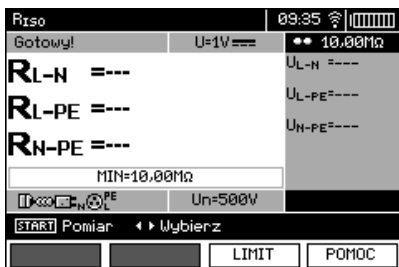 RISO 09:35
Gotowy! U=1V 10,00MΩ
RL-N =---
RL-PE =---
RN-PE =---
UL-N =---
UL-PE=---
UN-PE=---
MIN=10,00MΩ
N PE L Un=500V
START Pomiar Wybierz
LIMIT POMOC